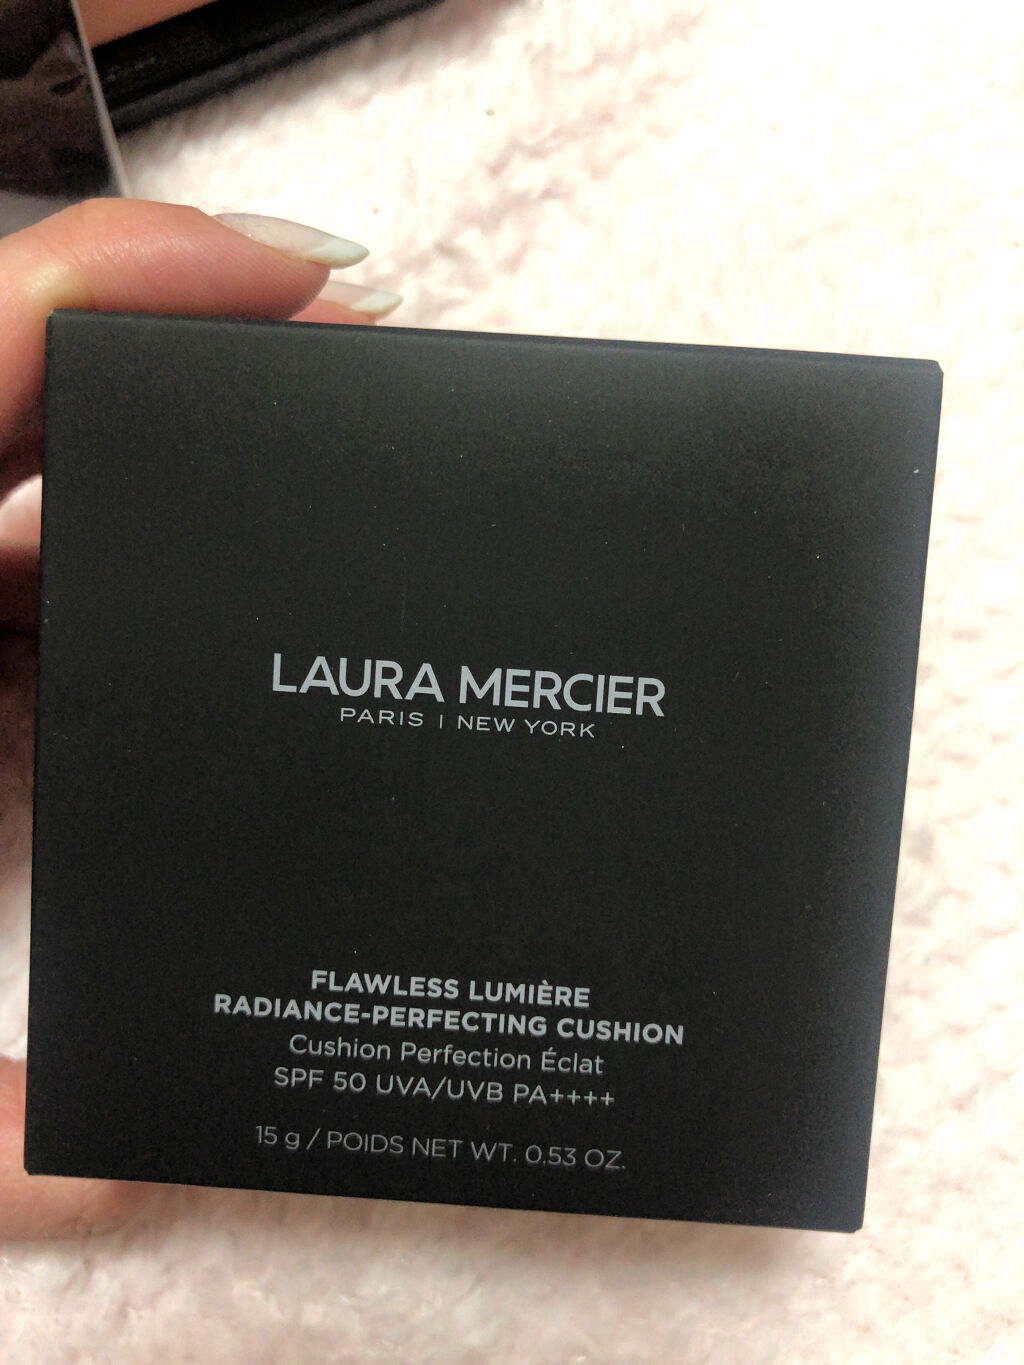 LAURA MERCIER
PARIS | NEW YORK
FLAWLESS LUMIÈRE
RADIANCE-PERFECTING CUSHION
Cushion Perfection Éclat
SPF 50 UVA/UVB PA++++
15 g / POIDS NET WT. 0.53 OZ.